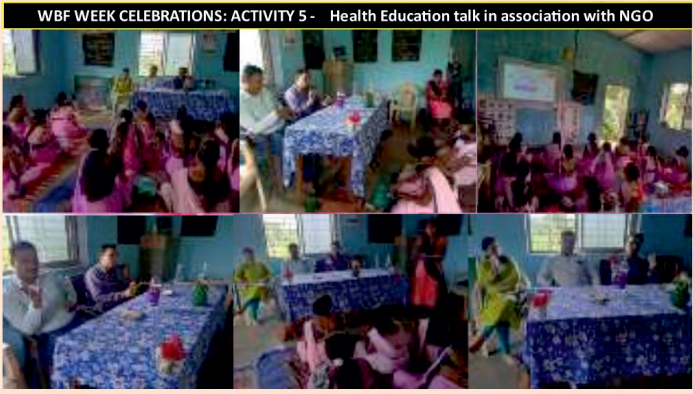 WBF WEEK CELEBRATIONS: ACTIVITY 5 - Health Education talk in association with NGO